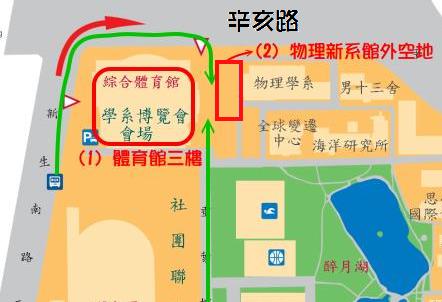 辛亥路
(2) 物理新系館外空地
綜合體育館
物理學系
男十三舍
學系博覽會
會場
新
全球變遷
中心
海洋研究所
P
(1) 體育館三樓
生
南
路
社
團
聯
思
國際
醉月湖